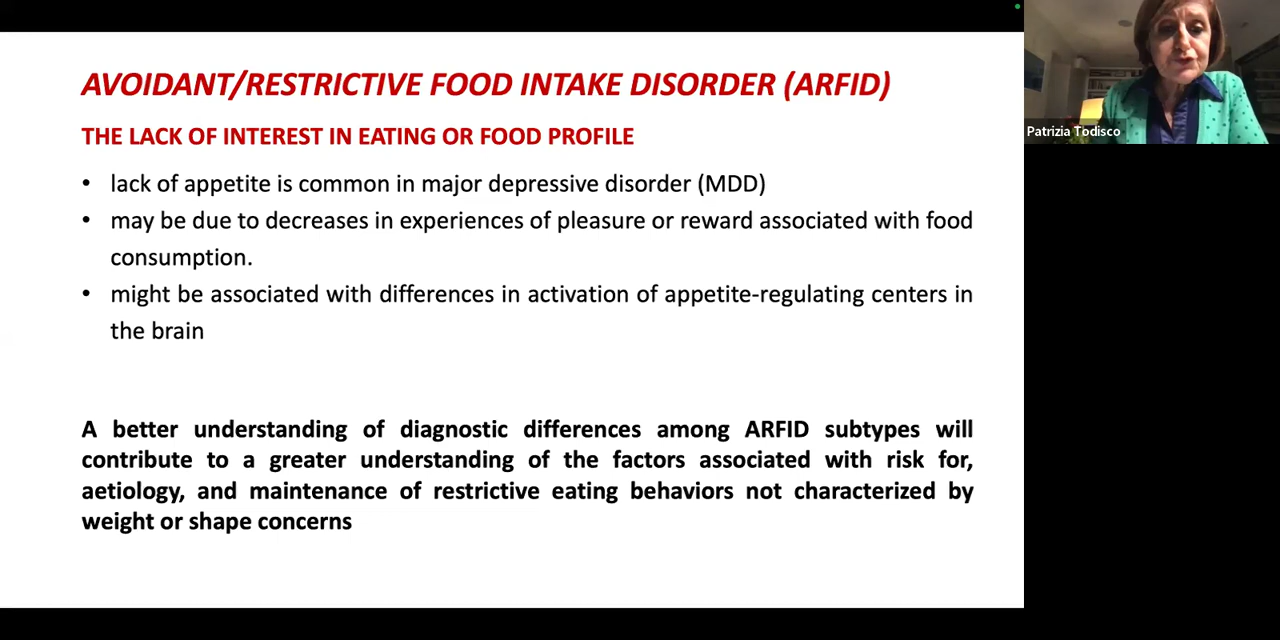 AVOIDANT/RESTRICTIVE FOOD INTAKE DISORDER (ARFID)
THE LACK OF INTEREST IN EATING OR FOOD PROFILE
• lack of appetite is common in major depressive disorder (MDD)
• may be due to decreases in experiences of pleasure or reward associated with food
consumption.
• might be associated with differences in activation of appetite-regulating centers in
the brain
A better understanding of diagnostic differences among ARFID subtypes will
contribute to a greater understanding of the factors associated with risk for,
aetiology, and maintenance of restrictive eating behaviors not characterized by
weight or shape concerns
Patrizia Todisco